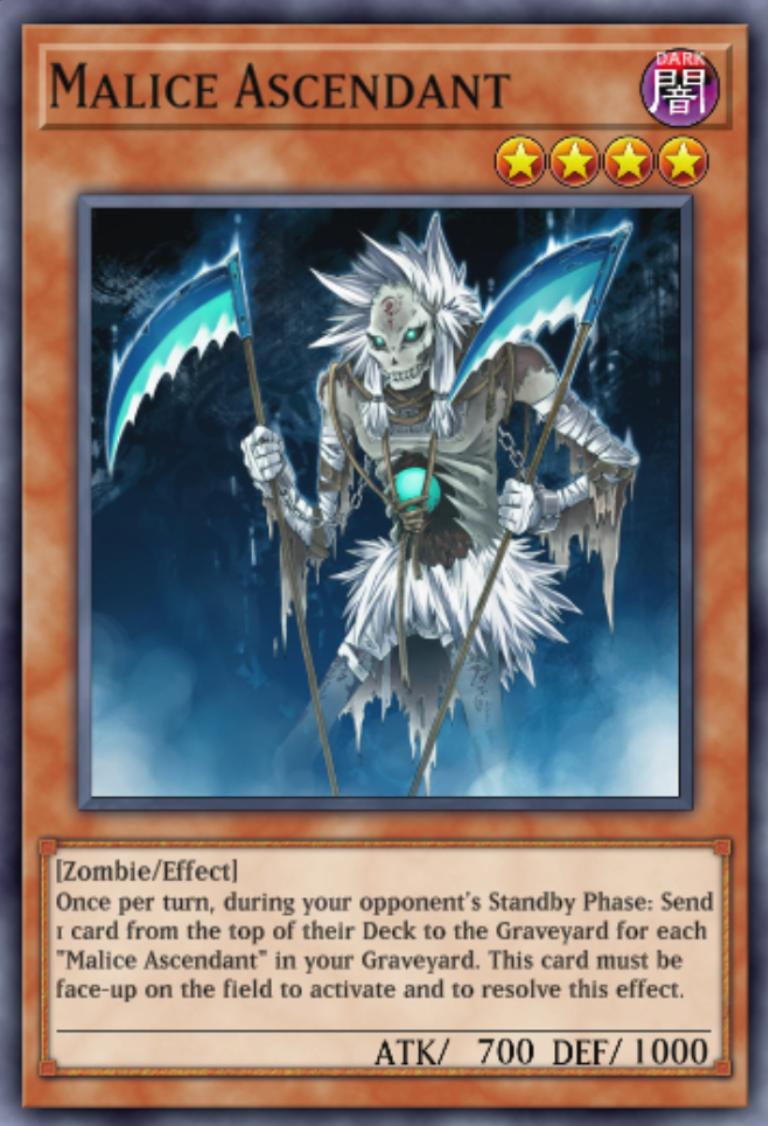 MALICE ASCENDANT
DARK
闇
[Zombie/Effect]
Once per turn, during your opponent's Standby Phase: Send
1 card from the top of their Deck to the Graveyard for each
"Malice Ascendant" in your Graveyard. This card must be
face-up on the field to activate and to resolve this effect.
ATK/ 700 DEF/ 1000